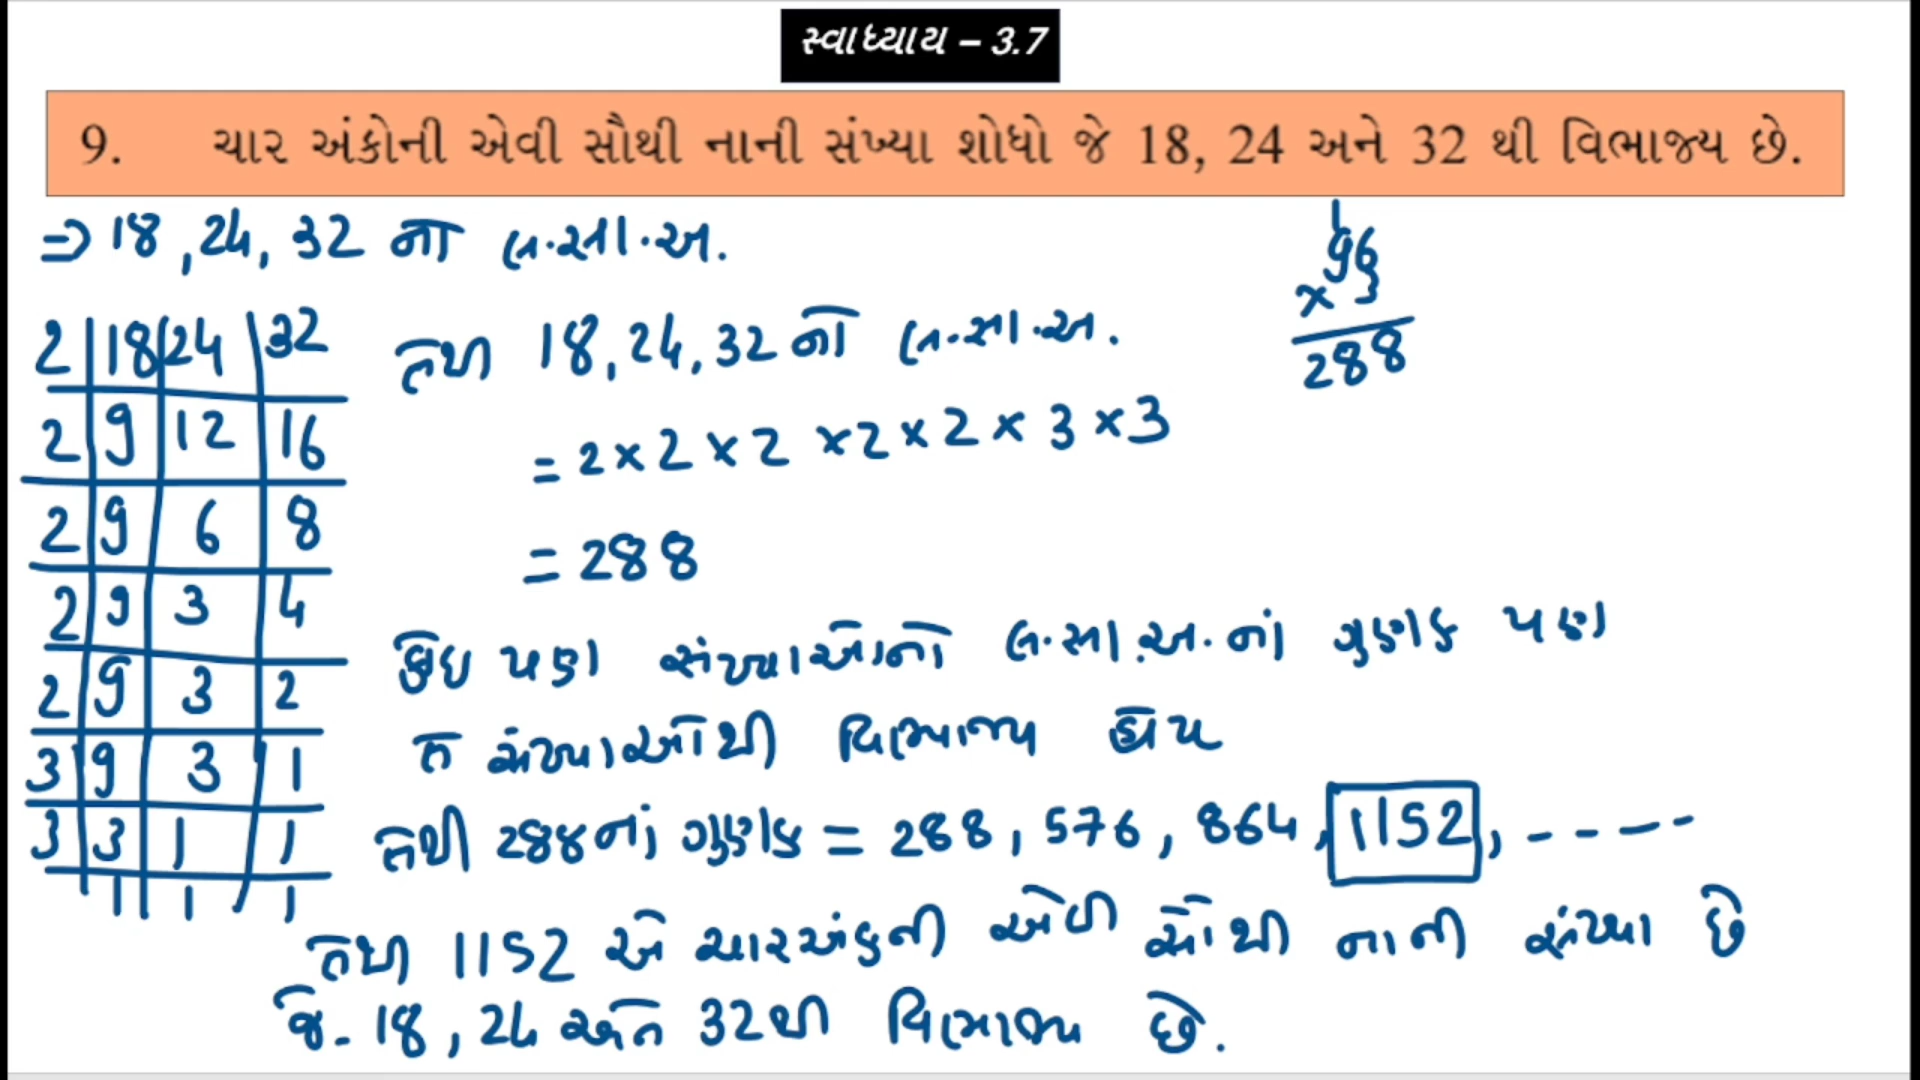 સ્વાધ્યાય – 3.7
9. ચાર અંકોની એવી સૌથી નાની સંખ્યા શોધો જે 18, 24 અને 32 થી વિભાજ્ય છે.
⇒ 18, 24, 32 નો લ.સા.અ.
96
× 3
288
2 18 24 32
2 9 12 16
2 9 6 8
2 9 3 4
2 9 3 2
3 9 3 1
3 3 1 1
1 1 1
તેથી 18, 24, 32 નો લ.સા.અ.
= 2 × 2 × 2 × 2 × 2 × 3 × 3
= 288
કોઇ પણ સંખ્યાઓનો લ.સા.અ. નાં ગુણક પણ
તે સંખ્યાઓથી વિભાજ્ય હોય
તેથી 288નાં ગુણક = 288, 576, 864, 1152, - - - -
તેથી 1152 એ ચારઅંકની એવી સૌથી નાની સંખ્યા છે
જે 18, 24 અને 32થી વિભાજ્ય છે.